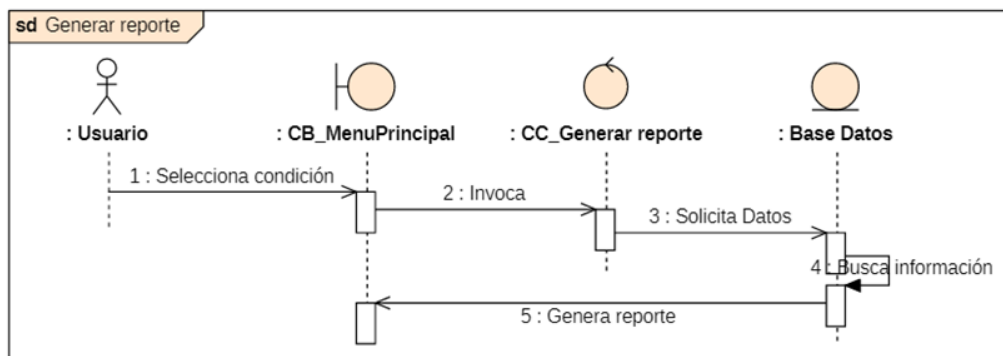 sd Generar reporte
: Usuario
: CB_MenuPrincipal
: CC_Generar reporte
: Base Datos
1 : Selecciona condición
2 : Invoca
3 : Solicita Datos
4 : Busca información
5 : Genera reporte